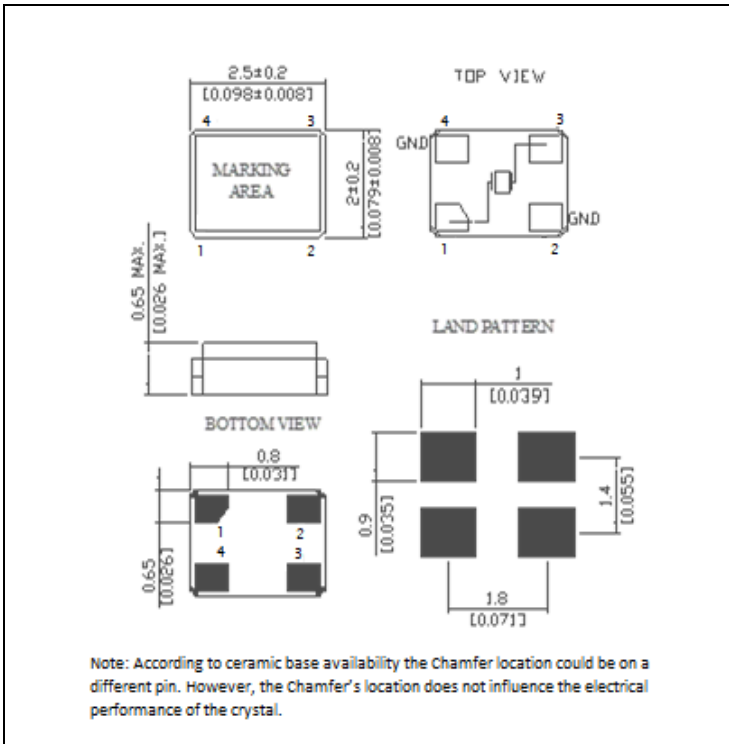 2.5±0.2
[0.098±0.008]
TOP VIEW
4 3
4 3
GND
MARKING
AREA
2±0.2
[0.079±0.008]
GND
1 2
1 2
0.65 MAX.
[0.026 MAX.]
LAND PATTERN
1
[0.039]
BOTTOM VIEW
0.8
[0.031]
1 2
4 3
0.65
[0.026]
0.9
[0.035]
1.4
[0.055]
1.8
[0.071]
Note: According to ceramic base availability the Chamfer location could be on a
different pin. However, the Chamfer's location does not influence the electrical
performance of the crystal.